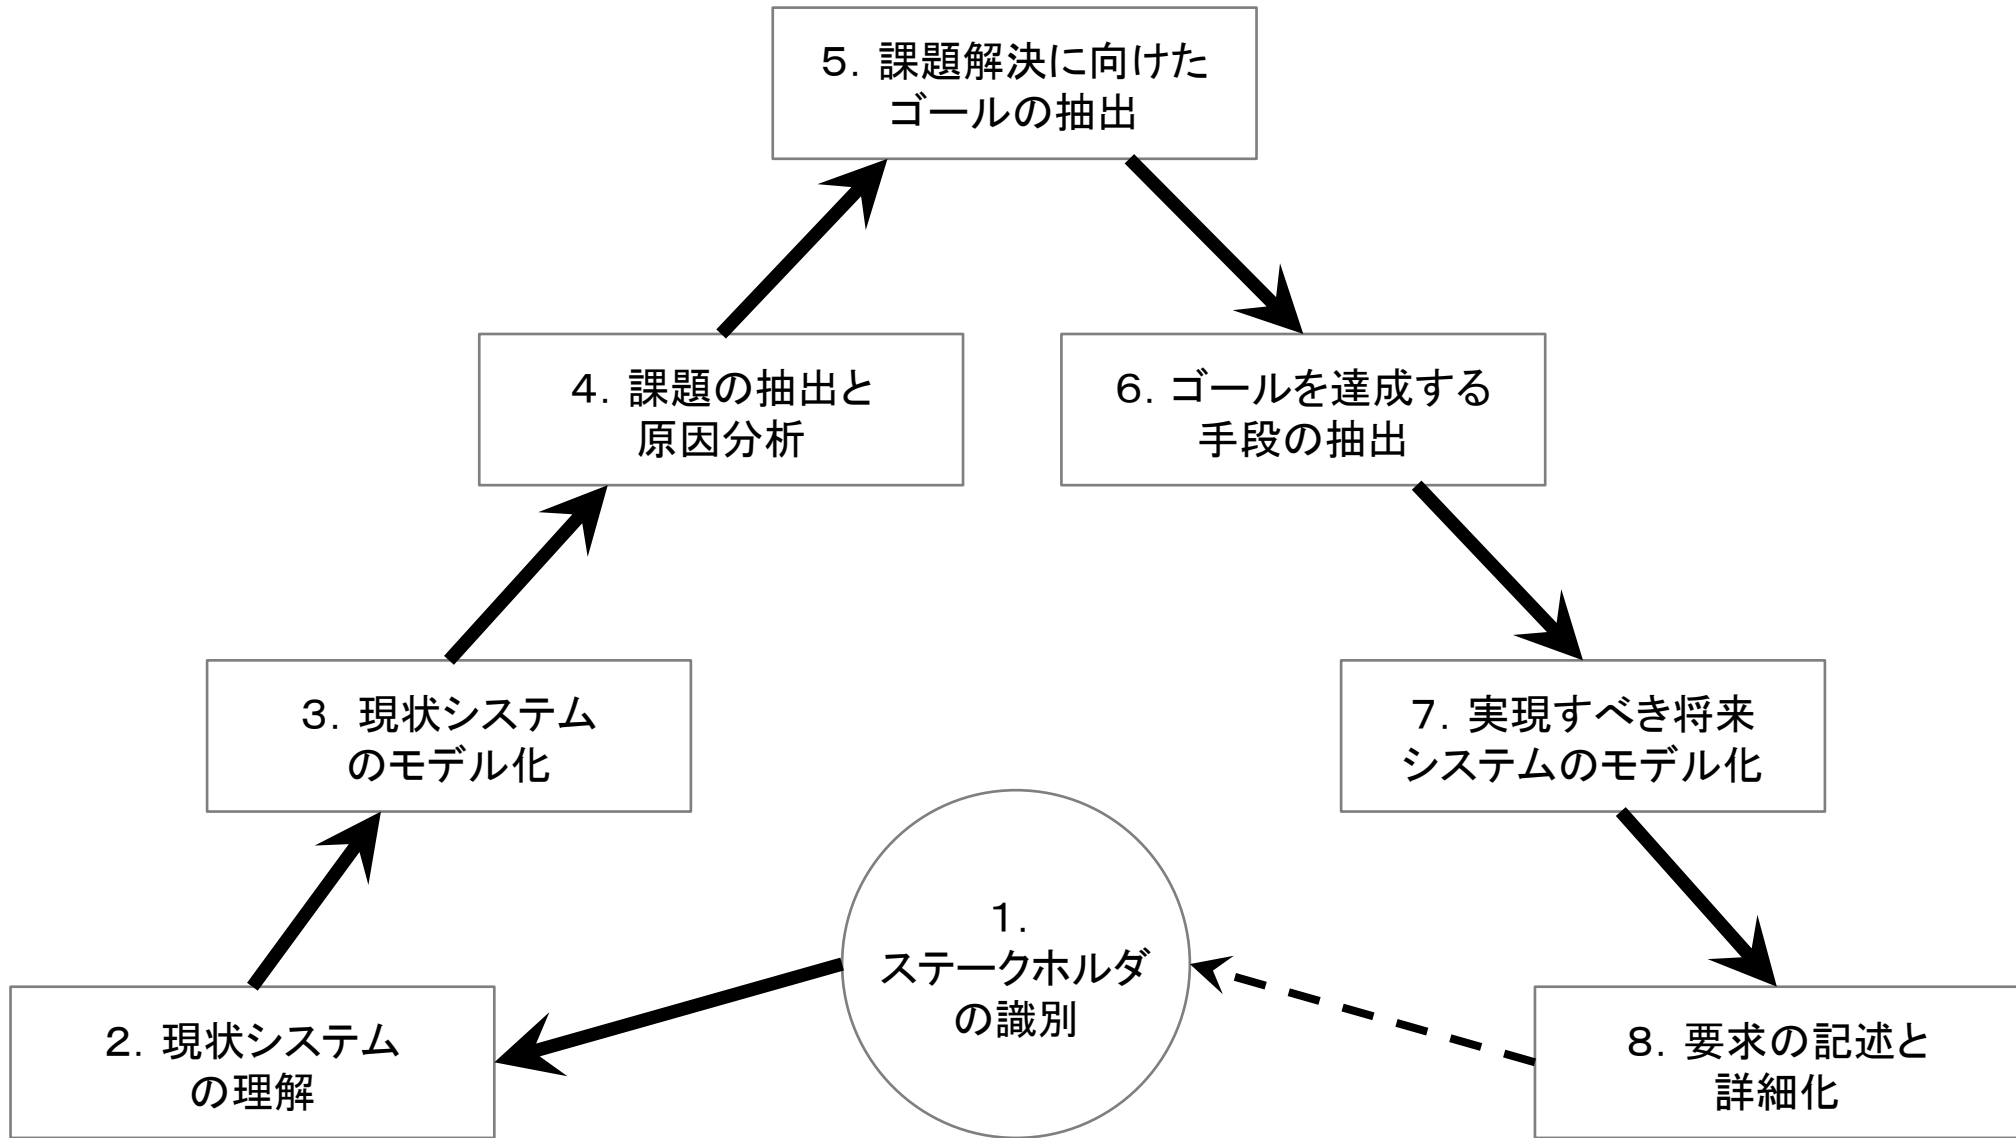 ５．課題解決に向けた
ゴールの抽出
４．課題の抽出と
原因分析
６．ゴールを達成する
手段の抽出
３．現状システム
のモデル化
７．実現すべき将来
システムのモデル化
１．
ステークホルダ
の識別
２．現状システム
の理解
８．要求の記述と
詳細化